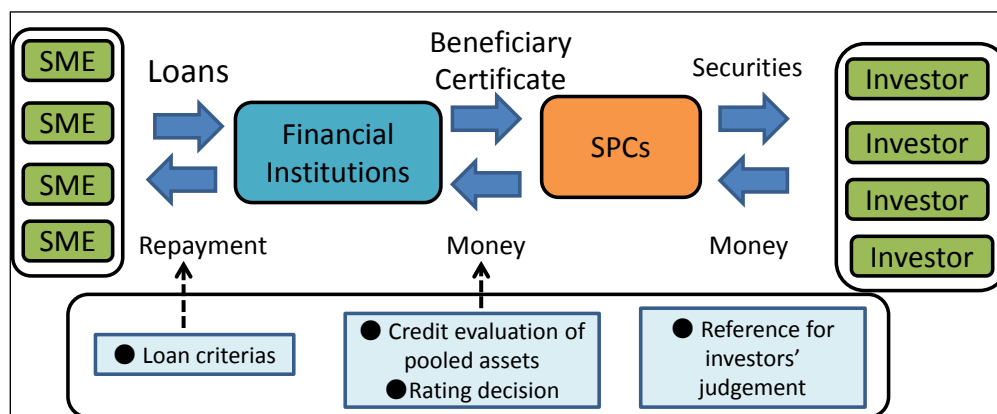 SME
SME
SME
SME
Loans
Repayment
Financial
Institutions
Beneficiary
Certificate
Money
SPCs
Securities
Money
Investor
Investor
Investor
Investor
● Loan criterias
● Credit evaluation of
pooled assets
●Rating decision
● Reference for
investors’
judgement